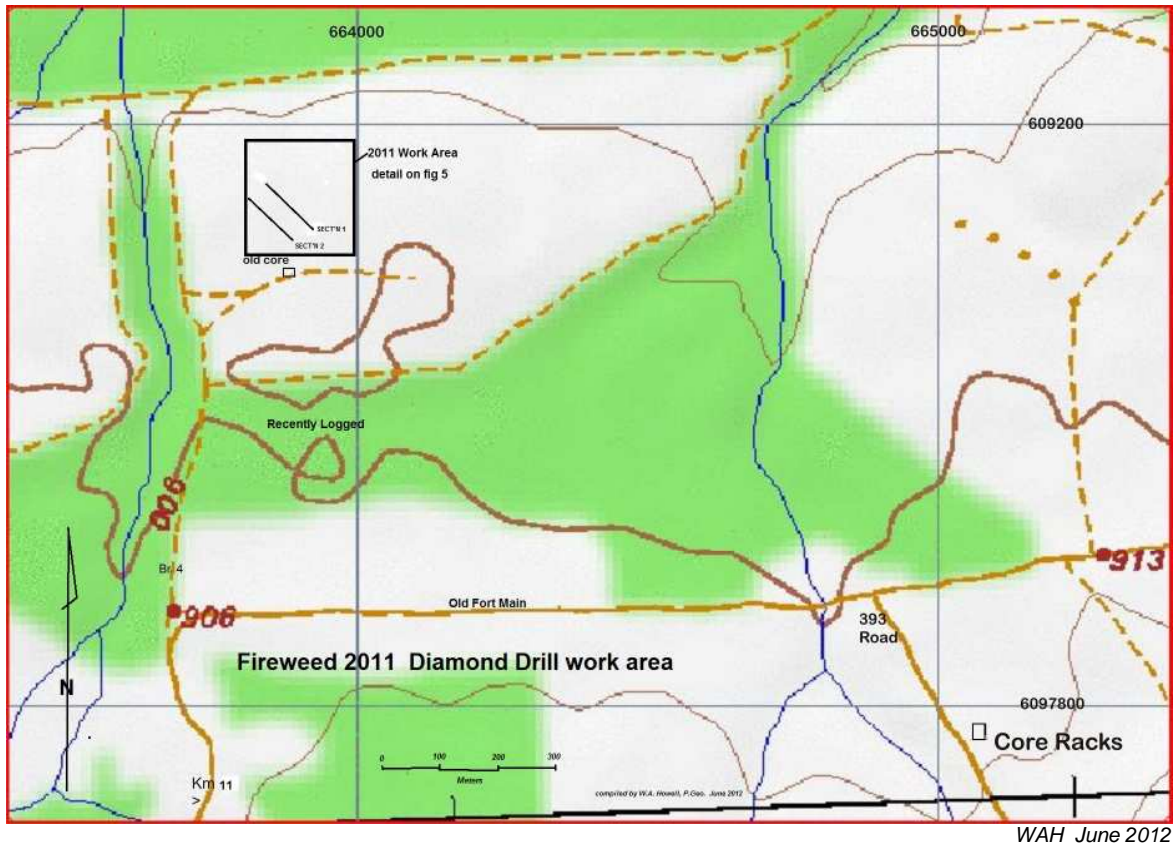 664000
665000
609200
2011 Work Area
detail on fig 5
SECT'N 1
SECT'N 2
old core
Recently Logged
006
Br 4
913
906
Old Fort Main
393
Road
Fireweed 2011 Diamond Drill work area
N
6097800
Core Racks
0 100 200 300
Meters
Km 11
>
compiled by W.A. Howell, P.Geo. June 2012
WAH June 2012